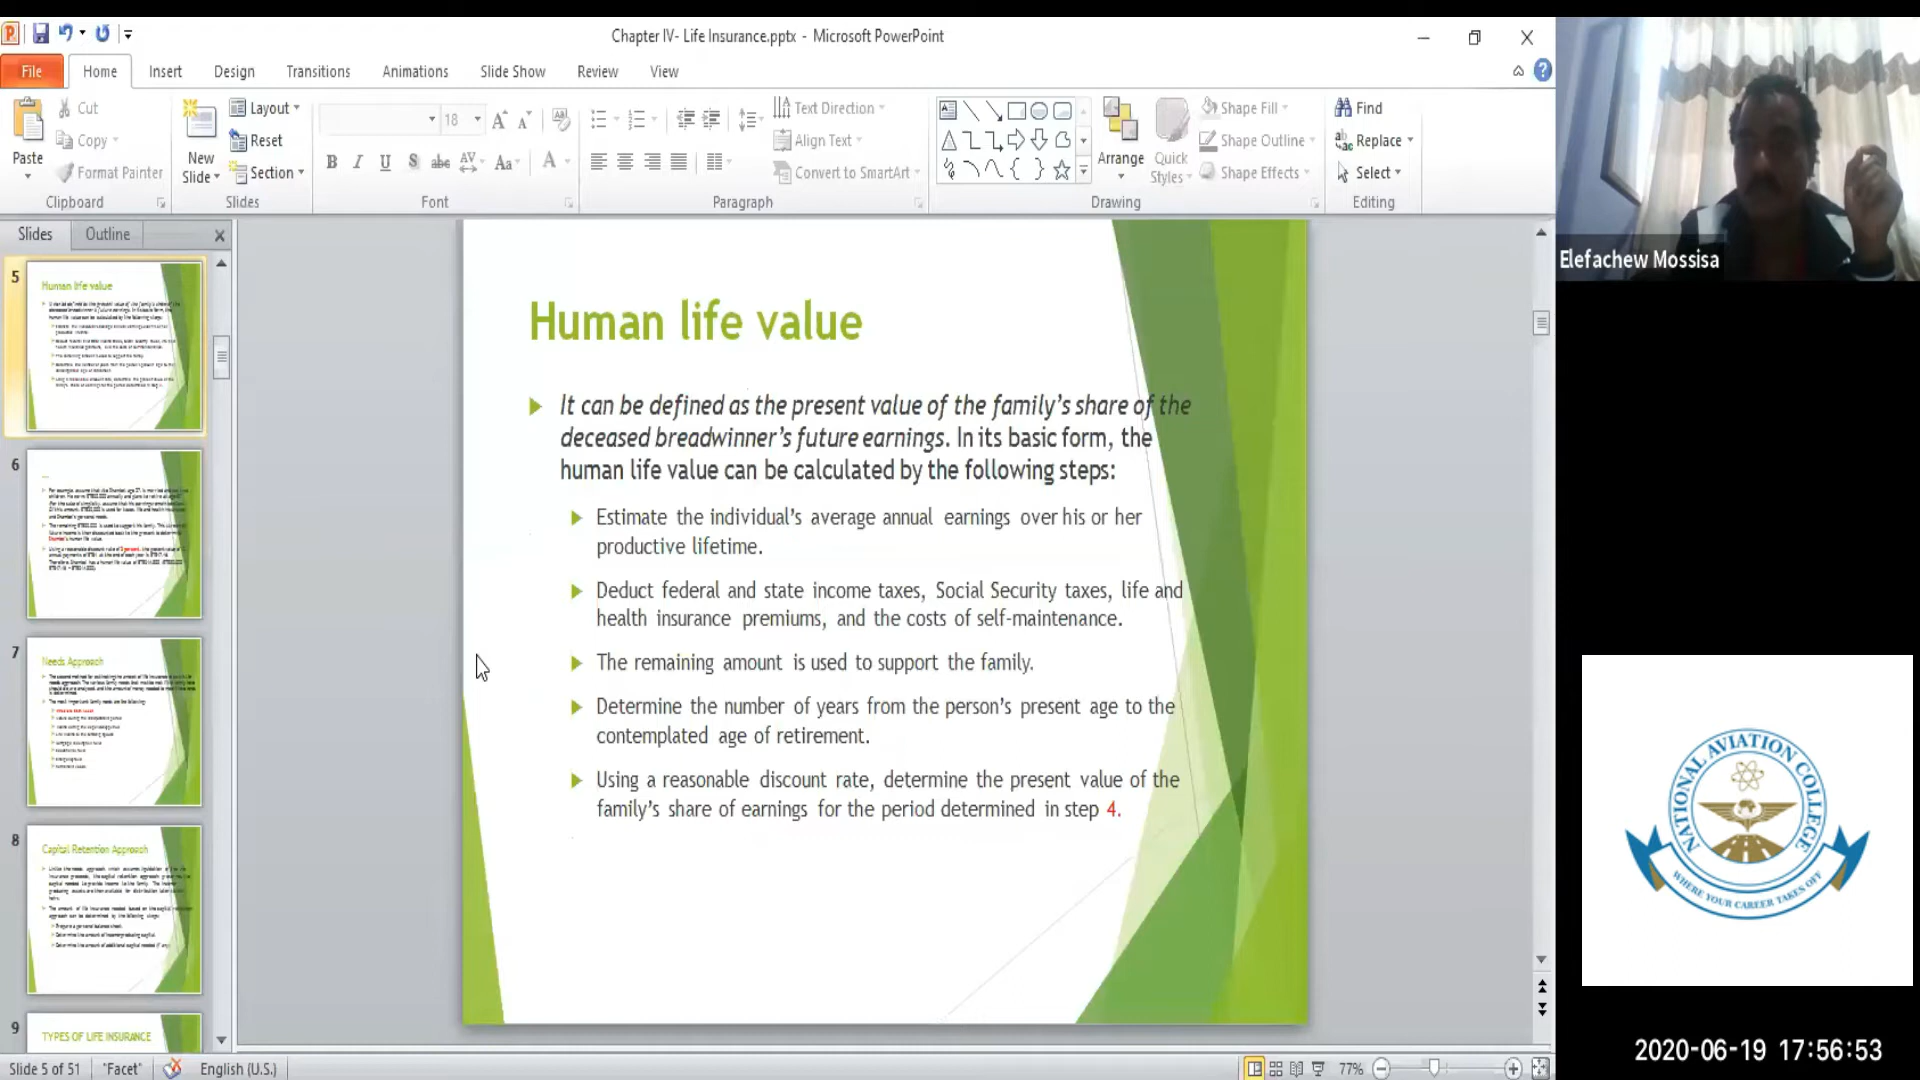 Chapter IV- Life Insurance.pptx - Microsoft PowerPoint
File Home Insert Design Transitions Animations Slide Show Review View
Cut
Copy
Format Painter
Paste
Clipboard
New Slide
Layout
Reset
Section
Slides
18
Font
Text Direction
Align Text
Convert to SmartArt
Paragraph
Arrange
Quick Styles
Shape Fill
Shape Outline
Shape Effects
Drawing
Find
Replace
Select
Editing
Slides Outline
5
Human life value
6
7
Needs Approach
8
Capital Retention Approach
9
TYPES OF LIFE INSURANCE
Human life value
It can be defined as the present value of the family's share of the
deceased breadwinner's future earnings. In its basic form, the
human life value can be calculated by the following steps:
Estimate the individual's average annual earnings over his or her
productive lifetime.
Deduct federal and state income taxes, Social Security taxes, life and
health insurance premiums, and the costs of self-maintenance.
The remaining amount is used to support the family.
Determine the number of years from the person's present age to the
contemplated age of retirement.
Using a reasonable discount rate, determine the present value of the
family's share of earnings for the period determined in step 4.
Elefachew Mossisa
NATIONAL AVIATION COLLEGE
WHERE YOUR CAREER TAKES OFF
2020-06-19 17:56:53
Slide 5 of 51 "Facet" English (U.S.) 77%